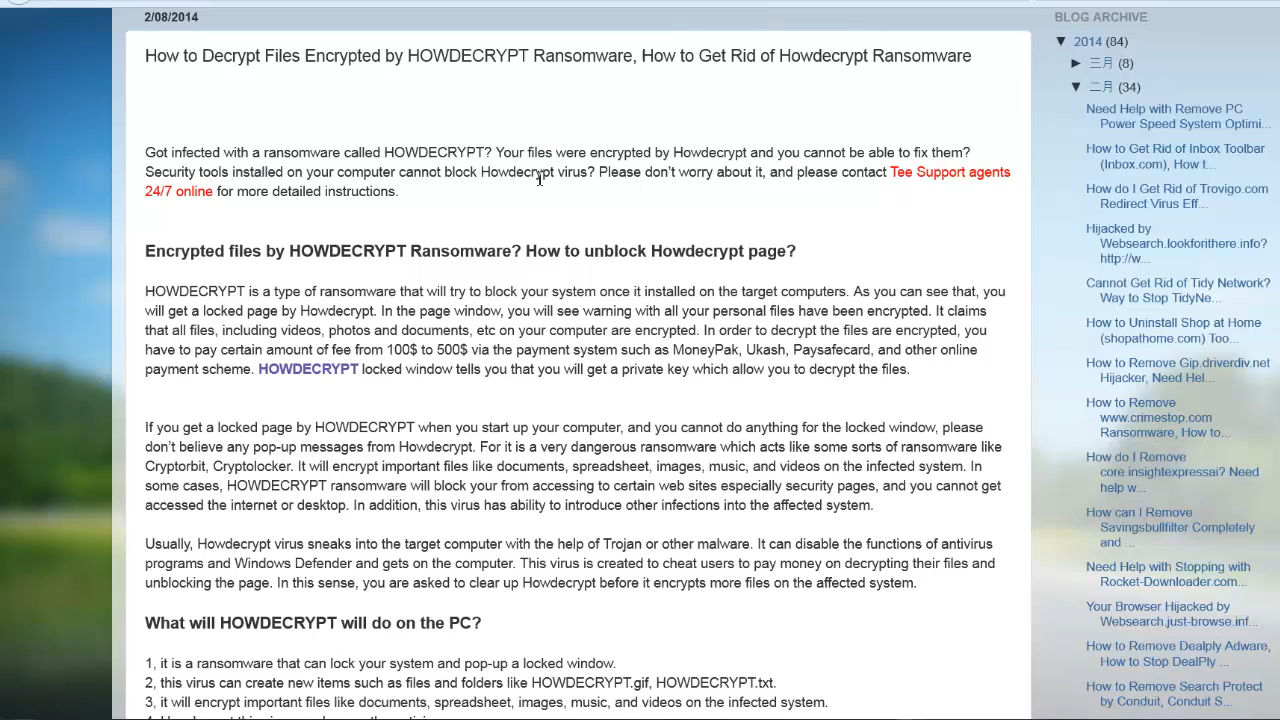 2/08/2014
How to Decrypt Files Encrypted by HOWDECRYPT Ransomware, How to Get Rid of Howdecrypt Ransomware
Got infected with a ransomware called HOWDECRYPT? Your files were encrypted by Howdecrypt and you cannot be able to fix them?
Security tools installed on your computer cannot block Howdecrypt virus? Please don't worry about it, and please contact Tee Support agents
24/7 online for more detailed instructions.
Encrypted files by HOWDECRYPT Ransomware? How to unblock Howdecrypt page?
HOWDECRYPT is a type of ransomware that will try to block your system once it installed on the target computers. As you can see that, you
will get a locked page by Howdecrypt. In the page window, you will see warning with all your personal files have been encrypted. It claims
that all files, including videos, photos and documents, etc on your computer are encrypted. In order to decrypt the files are encrypted, you
have to pay certain amount of fee from 100$ to 500$ via the payment system such as MoneyPak, Ukash, Paysafecard, and other online
payment scheme. HOWDECRYPT locked window tells you that you will get a private key which allow you to decrypt the files.
If you get a locked page by HOWDECRYPT when you start up your computer, and you cannot do anything for the locked window, please
don't believe any pop-up messages from Howdecrypt. For it is a very dangerous ransomware which acts like some sorts of ransomware like
Cryptorbit, Cryptolocker. It will encrypt important files like documents, spreadsheet, images, music, and videos on the infected system. In
some cases, HOWDECRYPT ransomware will block your from accessing to certain web sites especially security pages, and you cannot get
accessed the internet or desktop. In addition, this virus has ability to introduce other infections into the affected system.
Usually, Howdecrypt virus sneaks into the target computer with the help of Trojan or other malware. It can disable the functions of antivirus
programs and Windows Defender and gets on the computer. This virus is created to cheat users to pay money on decrypting their files and
unblocking the page. In this sense, you are asked to clear up Howdecrypt before it encrypts more files on the affected system.
What will HOWDECRYPT will do on the PC?
1, it is a ransomware that can lock your system and pop-up a locked window.
2, this virus can create new items such as files and folders like HOWDECRYPT.gif, HOWDECRYPT.txt.
3, it will encrypt important files like documents, spreadsheet, images, music, and videos on the infected system.
BLOG ARCHIVE
▼ 2014 (84)
► 三月 (8)
▼ 二月 (34)
Need Help with Remove PC
Power Speed System Optimi...
How to Get Rid of Inbox Toolbar
(Inbox.com), How t...
How do I Get Rid of Trovigo.com
Redirect Virus Eff...
Hijacked by
Websearch.lookforithere.info?
http://w...
Cannot Get Rid of Tidy Network?
Way to Stop TidyNe...
How to Uninstall Shop at Home
(shopathome.com) Too...
How to Remove Gip.driverdiv.net
Hijacker, Need Hel...
How to Remove
www.crimestop.com
Ransomware, How to...
How do I Remove
core.insightexpressai? Need
help w...
How can I Remove
Savingsbullfilter Completely
and ...
Need Help with Stopping with
Rocket-Downloader.com...
Your Browser Hijacked by
Websearch.just-browse.inf...
How to Remove Dealply Adware,
How to Stop DealPly ...
How to Remove Search Protect
by Conduit, Conduit S...